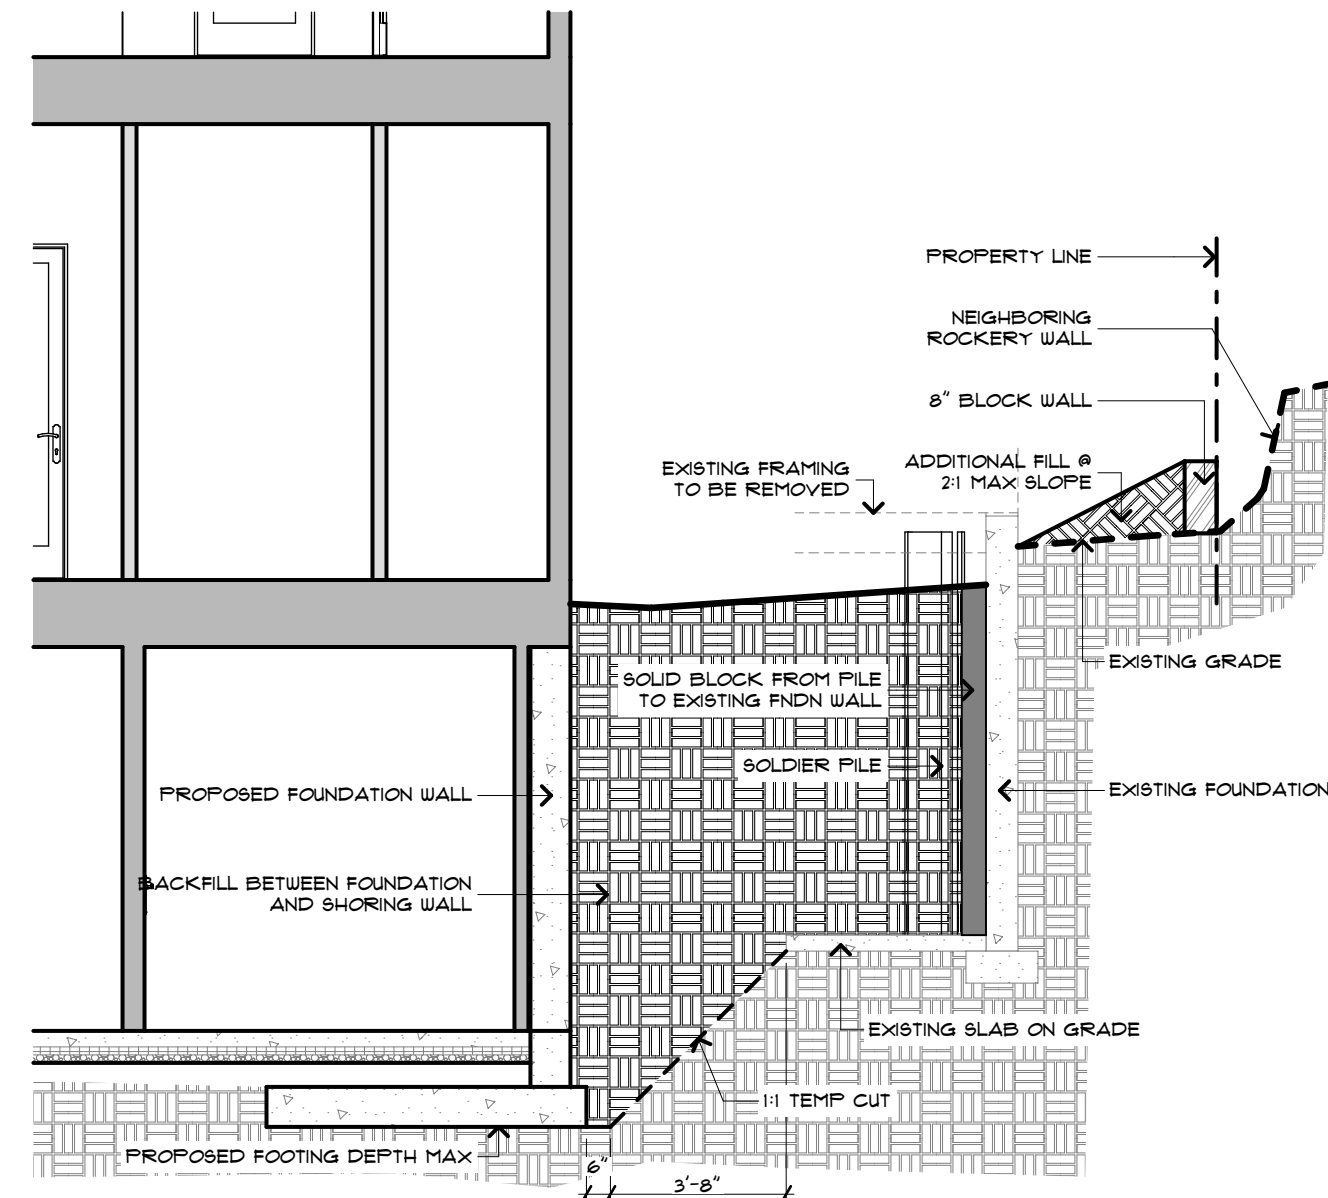 PROPERTY LINE
NEIGHBORING
ROCKERY WALL
8" BLOCK WALL
ADDITIONAL FILL @
2:1 MAX SLOPE
EXISTING FRAMING
TO BE REMOVED
EXISTING GRADE
SOLID BLOCK FROM PILE
TO EXISTING FNDN WALL
SOLDIER PILE
PROPOSED FOUNDATION WALL
EXISTING FOUNDATION
BACKFILL BETWEEN FOUNDATION
AND SHORING WALL
EXISTING SLAB ON GRADE
1:1 TEMP CUT
PROPOSED FOOTING DEPTH MAX
6"
3'-8"